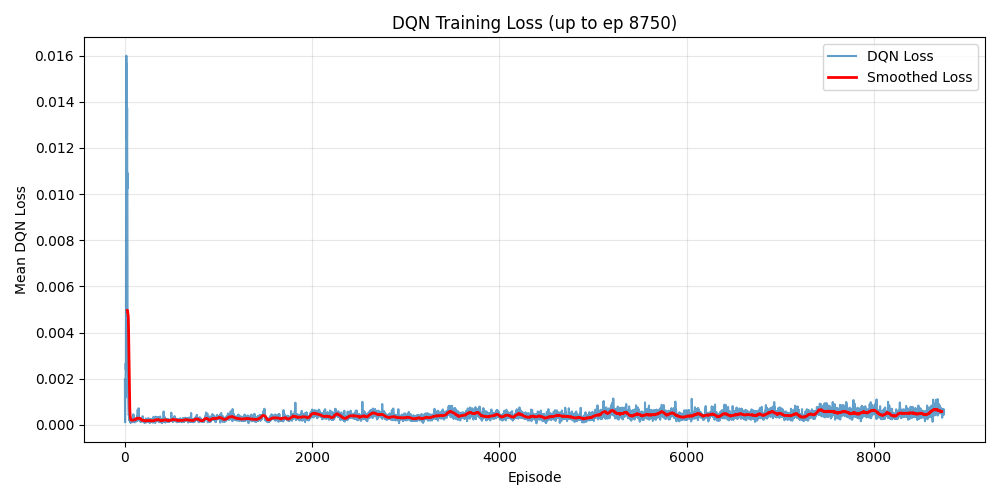 DQN Training Loss (up to ep 8750)
DQN Loss
Smoothed Loss
Mean DQN Loss
0.016
0.014
0.012
0.010
0.008
0.006
0.004
0.002
0.000
0 2000 4000 6000 8000
Episode